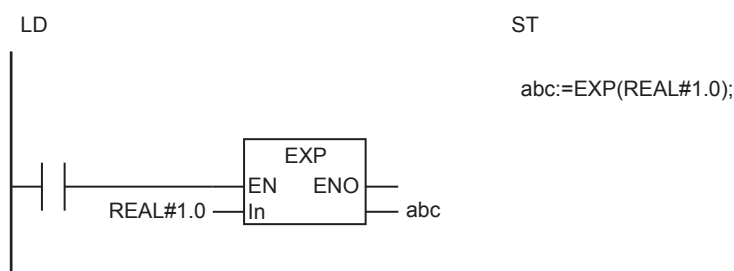 LD
ST
abc:=EXP(REAL#1.0);
EXP
EN ENO
REAL#1.0 In abc